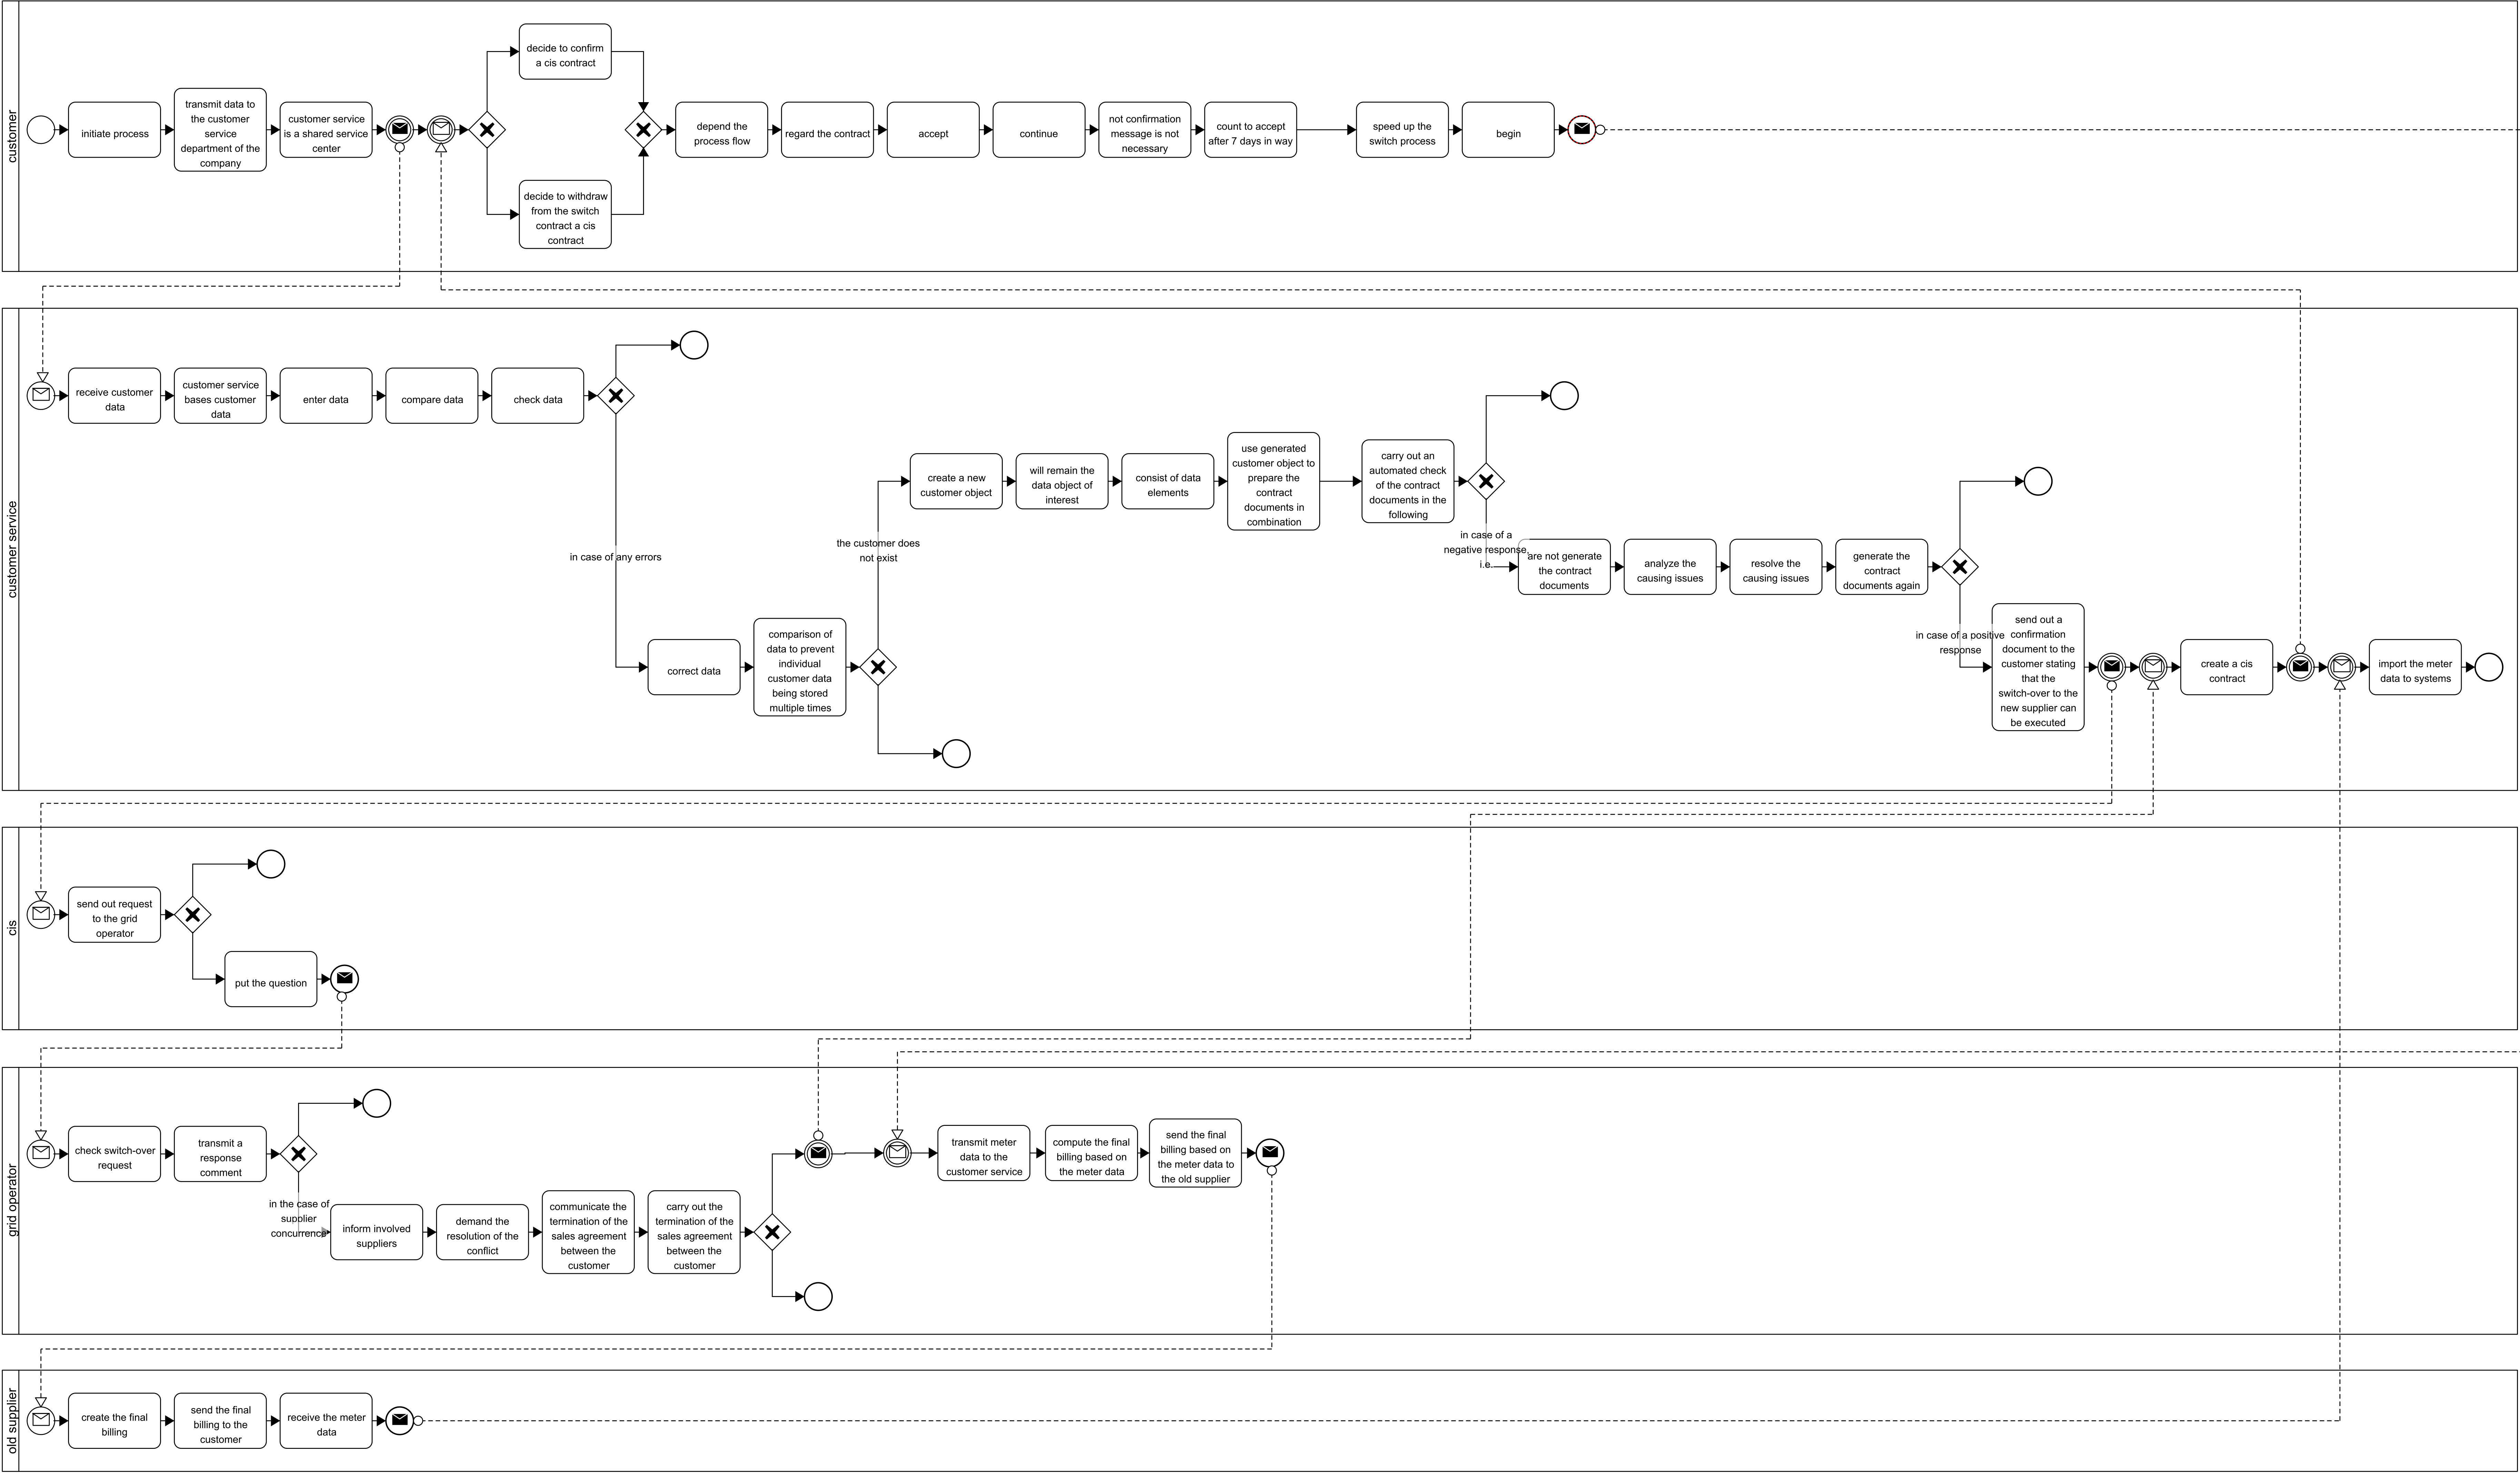 customer
initiate process
transmit data to
the customer
service
department of the
company
customer service
is a shared service
center
decide to confirm
a cis contract
decide to withdraw
from the switch
contract a cis
contract
depend the
process flow
regard the contract
accept
continue
not confirmation
message is not
necessary
count to accept
after 7 days in way
speed up the
switch process
begin
customer service
receive customer
data
customer service
bases customer
data
enter data
compare data
check data
in case of any errors
correct data
comparison of
data to prevent
individual
customer data
being stored
multiple times
the customer does
not exist
create a new
customer object
will remain the
data object of
interest
consist of data
elements
use generated
customer object to
prepare the
contract
documents in
combination
carry out an
automated check
of the contract
documents in the
following
in case of a
negative response,
i.e.
are not generate
the contract
documents
analyze the
causing issues
resolve the
causing issues
generate the
contract
documents again
in case of a positive
response
send out a
confirmation
document to the
customer stating
that the
switch-over to the
new supplier can
be executed
create a cis
contract
import the meter
data to systems
cis
send out request
to the grid
operator
put the question
grid operator
check switch-over
request
transmit a
response
comment
in the case of
supplier
concurrence
inform involved
suppliers
demand the
resolution of the
conflict
communicate the
termination of the
sales agreement
between the
customer
carry out the
termination of the
sales agreement
between the
customer
transmit meter
data to the
customer service
compute the final
billing based on
the meter data
send the final
billing based on
the meter data to
the old supplier
old supplier
create the final
billing
send the final
billing to the
customer
receive the meter
data